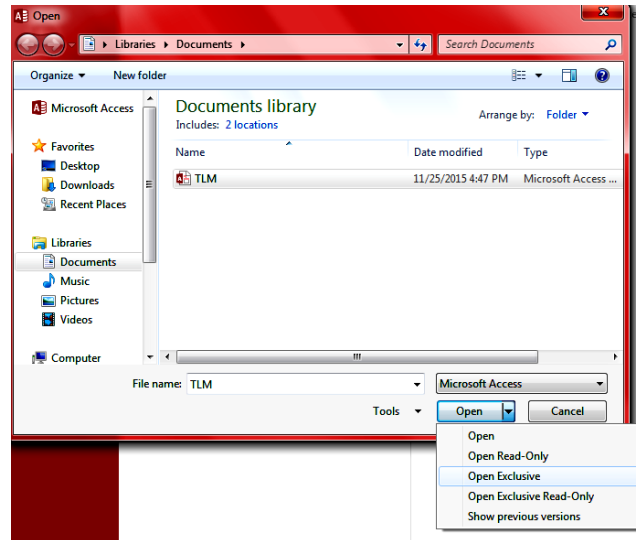 Open
Libraries Documents
Search Documents
Organize
New folder
Microsoft Access
Favorites
Desktop
Downloads
Recent Places
Libraries
Documents
Music
Pictures
Videos
Computer
Documents library
Includes: 2 locations
Arrange by: Folder
Name Date modified Type
TLM 11/25/2015 4:47 PM Microsoft Access ...
File name: TLM
Microsoft Access
Tools
Open
Cancel
Open
Open Read-Only
Open Exclusive
Open Exclusive Read-Only
Show previous versions